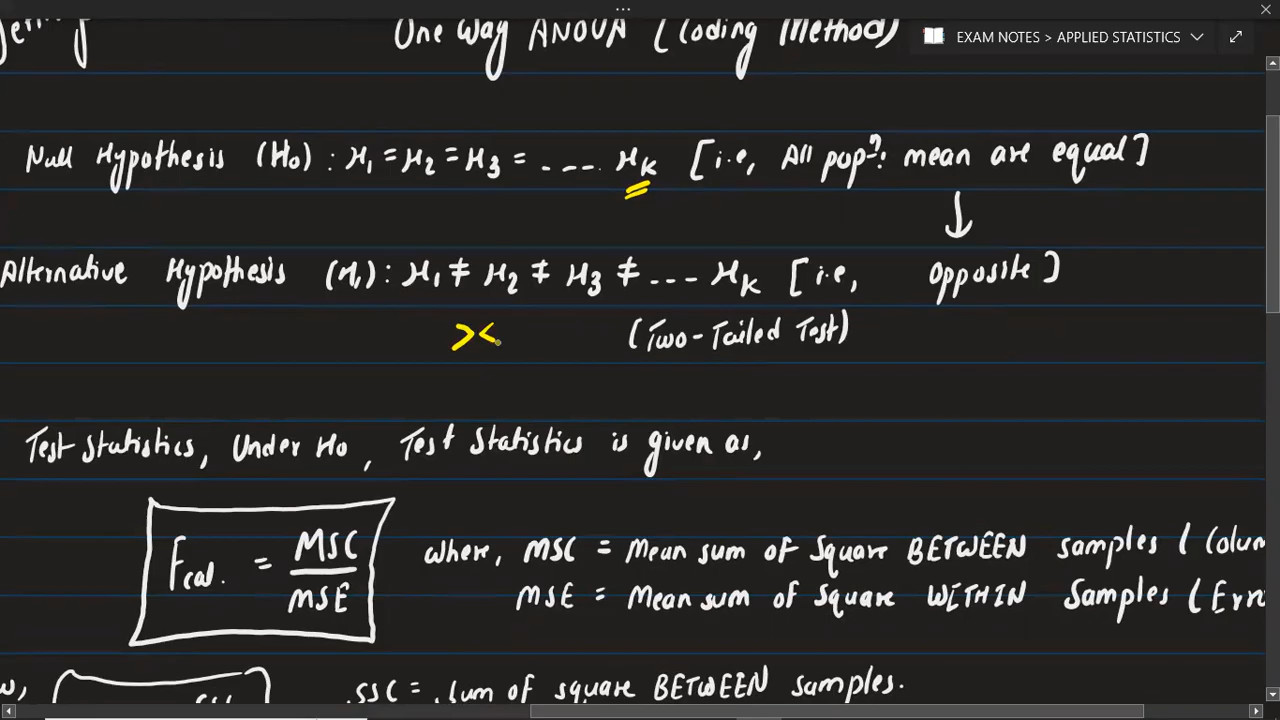 One Way ANOVA (Coding Method)
EXAM NOTES > APPLIED STATISTICS
Null Hypothesis (H0) : μ1 = μ2 = μ3 = ---- μK [i.e, All popn: mean are equal]
Alternative Hypothesis (H1) : μ1 ≠ μ2 ≠ μ3 ≠ --- μK [i.e, opposite]
> < (Two-Tailed Test)
Test Statistics, Under H0, Test Statistics is given as,
Fcal. = MSC / MSE
where, MSC = Mean sum of Square BETWEEN samples (Colum
MSE = Mean sum of Square WITHIN Samples (Erro
SSC = Sum of square BETWEEN samples.